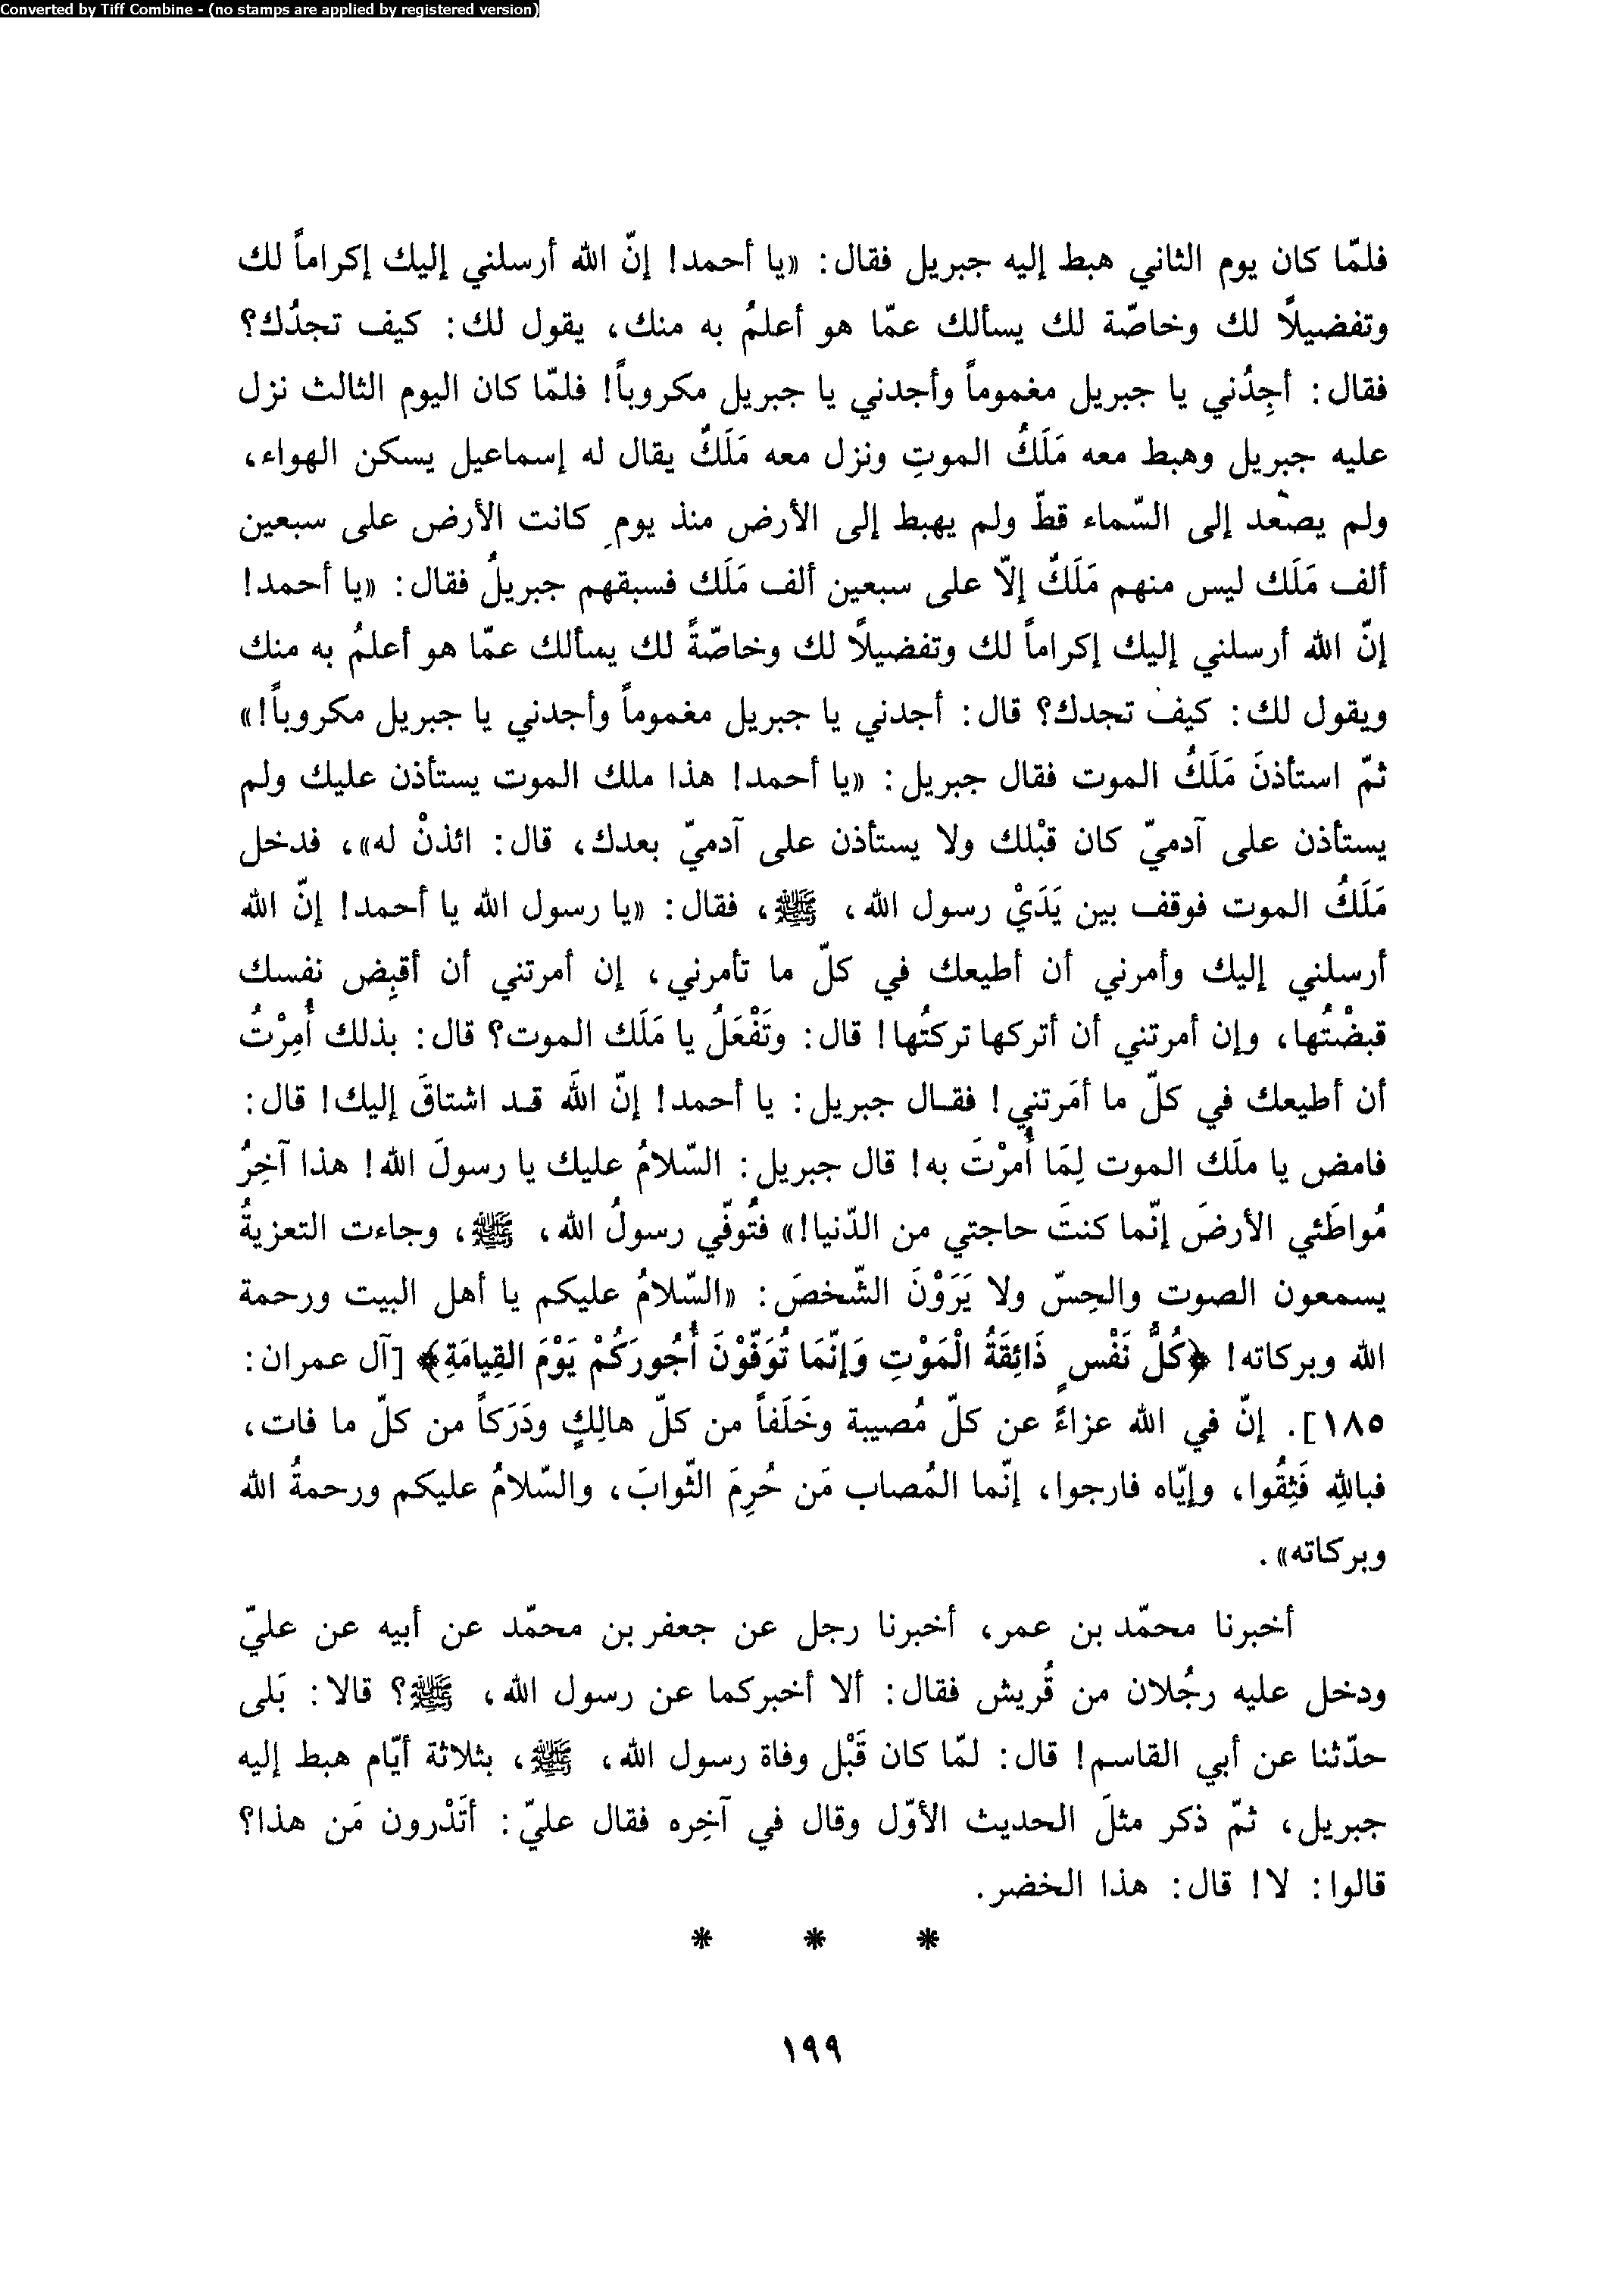 Converted by Tiff Combine - (no stamps are applied by registered version)
فلمّا كان يوم الثاني هبط إليه جبريل فقال: «يا أحمد! إنّ الله أرسلني إليك إكراماً لك
وتفضيلاً لك وخاصّة لك يسألك عمّا هو أعلمُ به منك، يقول لك: كيف تجدُك؟
فقال: أجِدُني يا جبريل مغموماً وأجدني يا جبريل مكروباً! فلمّا كان اليوم الثالث نزل
عليه جبريل وهبط معه مَلَكُ الموتِ ونزل معه مَلَكٌ يقال له إسماعيل يسكن الهواء،
ولم يصْعد إلى السّماء قطّ ولم يهبط إلى الأرض منذ يومِ كانت الأرض على سبعين
ألف مَلَك ليس منهم مَلَكٌ إلّا على سبعين ألف مَلَك فسبقهم جبريلُ فقال: «يا أحمد!
إنّ الله أرسلني إليك إكراماً لك وتفضيلاً لك وخاصّةً لك يسألك عمّا هو أعلمُ به منك
ويقول لك: كيف تجدك؟ قال: أجدني يا جبريل مغموماً وأجدني يا جبريل مكروباً!»
ثمّ استأذنَ مَلَكُ الموت فقال جبريل: «يا أحمد! هذا ملك الموت يستأذن عليك ولم
يستأذن على آدميّ كان قبْلك ولا يستأذن على آدميّ بعدك، قال: ائذنْ له»، فدخل
مَلَكُ الموت فوقف بين يَدَيْ رسول الله، ﷺ، فقال: «يا رسول الله يا أحمد! إنّ الله
أرسلني إليك وأمرني أن أطيعك في كلّ ما تأمرني، إن أمرتني أن أقبِض نفسك
قبضْتُها، وإن أمرتني أن أتركها تركتُها! قال: وتَفْعَلُ يا مَلَك الموت؟ قال: بذلك أُمِرْتُ
أن أطيعك في كلّ ما أمَرتني! فقال جبريل: يا أحمد! إنّ اللهَ قد اشتاقَ إليك! قال:
فامض يا ملَك الموت لِمَا أُمرْتَ به! قال جبريل: السّلامُ عليك يا رسولَ الله! هذا آخِرُ
مُواطَئي الأرضَ إنّما كنتَ حاجتي من الدّنيا!» فتُوفّي رسولُ الله، ﷺ، وجاءت التعزيةُ
يسمعون الصوت والحِسّ ولا يَرَوْنَ الشّخصَ: «السّلامُ عليكم يا أهل البيت ورحمة
الله وبركاته! ﴿كُلُّ نَفْسٍ ذَائِقَةُ الْمَوْتِ وَإنّمَا تُوَفّوْنَ أُجُورَكُمْ يَوْمَ القِيامَةِ﴾ [آل عمران:
١٨٥]. إنّ في الله عزاءً عن كلّ مُصيبة وخَلَفاً من كلّ هالِكٍ ودَرَكاً من كلّ ما فات،
فباللهِ فَثِقُوا، وإيّاه فارجوا، إنّما المُصاب مَن حُرِمَ الثّوابَ، والسّلامُ عليكم ورحمةُ الله
وبركاته».
أخبرنا محمّد بن عمر، أخبرنا رجل عن جعفر بن محمّد عن أبيه عن عليّ
ودخل عليه رجُلان من قُريش فقال: ألا أخبركما عن رسول الله، ﷺ؟ قالا: بَلى
حدّثنا عن أبي القاسم! قال: لمّا كان قَبْل وفاة رسول الله، ﷺ، بثلاثة أيّام هبط إليه
جبريل، ثمّ ذكر مثلَ الحديث الأوّل وقال في آخِره فقال عليّ: أتَدْرون مَن هذا؟
قالوا: لا! قال: هذا الخضر.
* * *
١٩٩